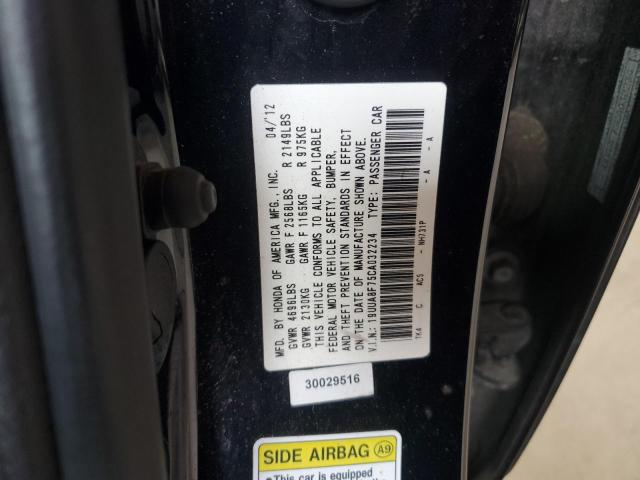 MFD. BY HONDA OF AMERICA MFG., INC. 04/'12
GVWR 4696LBS GAWR F 2568LBS R 2149LBS
GVWR 2130KG GAWR F 1165KG R 975KG
THIS VEHICLE CONFORMS TO ALL APPLICABLE
FEDERAL MOTOR VEHICLE SAFETY, BUMPER,
AND THEFT PREVENTION STANDARDS IN EFFECT
ON THE DATE OF MANUFACTURE SHOWN ABOVE.
V.I.N.: 19UUA8F75CA032234 TYPE: PASSENGER CAR
1K4 C AC5 - NH731P - A - A
30029516
SIDE AIRBAG A9
This car is equipped